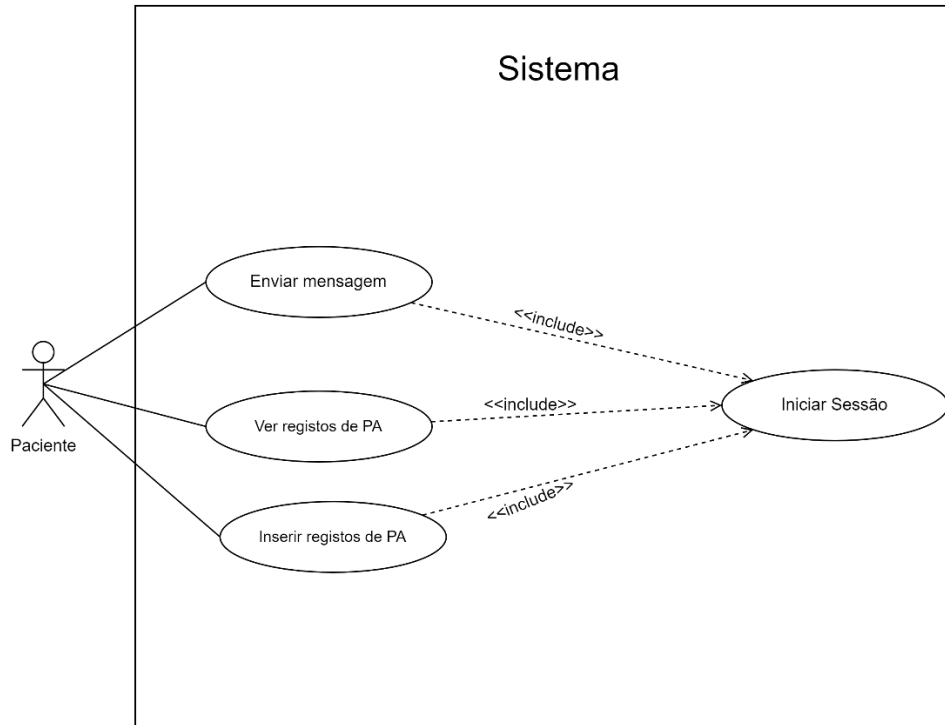 Sistema
Enviar mensagem
<<include>>
Paciente
Ver registos de PA
<<include>>
Iniciar Sessão
Inserir registos de PA
<<include>>